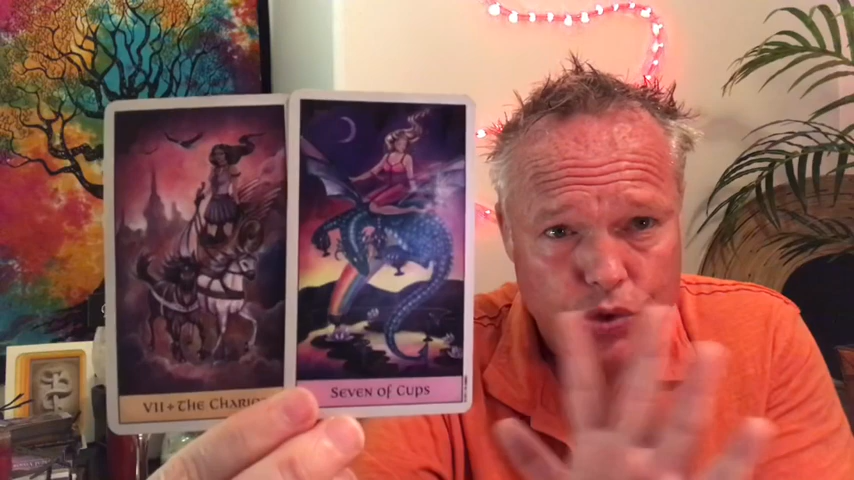 VII + THE CHARIO
SEVEN OF CUPS